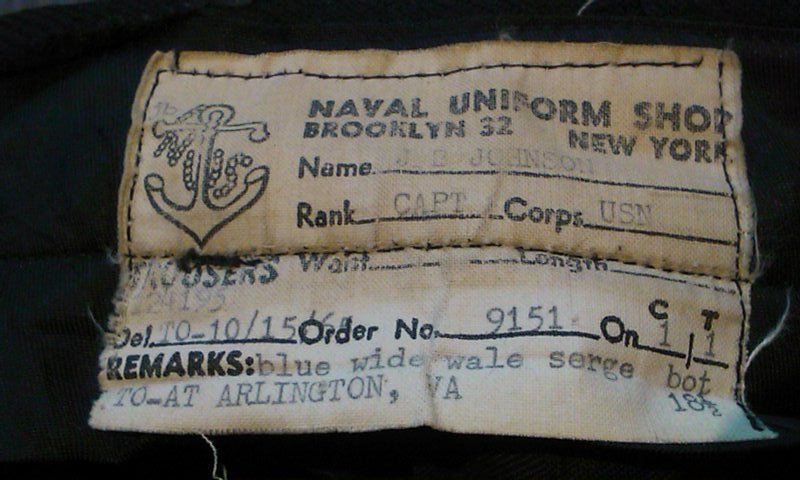 NAVAL UNIFORM SHOP
BROOKLYN 32 NEW YORK
Name J E JOHNSON
Rank CAPT Corps USN
TROUSERS Waist Length
24193
Del. TO-10/15/6 Order No. 9151 On C 1 T 1
REMARKS: blue wide wale serge bot
TO-AT ARLINGTON, VA 18½